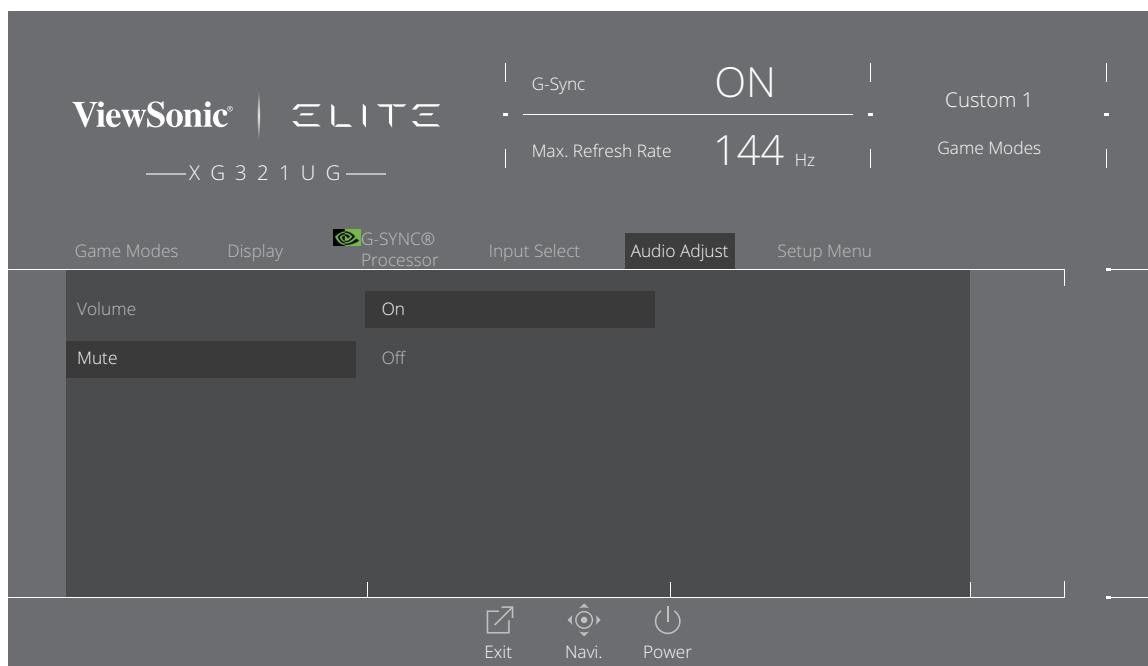 ViewSonic® ELITE
XG321UG
G-Sync ON
Max. Refresh Rate 144 Hz
Custom 1
Game Modes
Game Modes
Display
G-SYNC®
Processor
Input Select
Audio Adjust
Setup Menu
Volume
On
Mute
Off
Exit
Navi.
Power